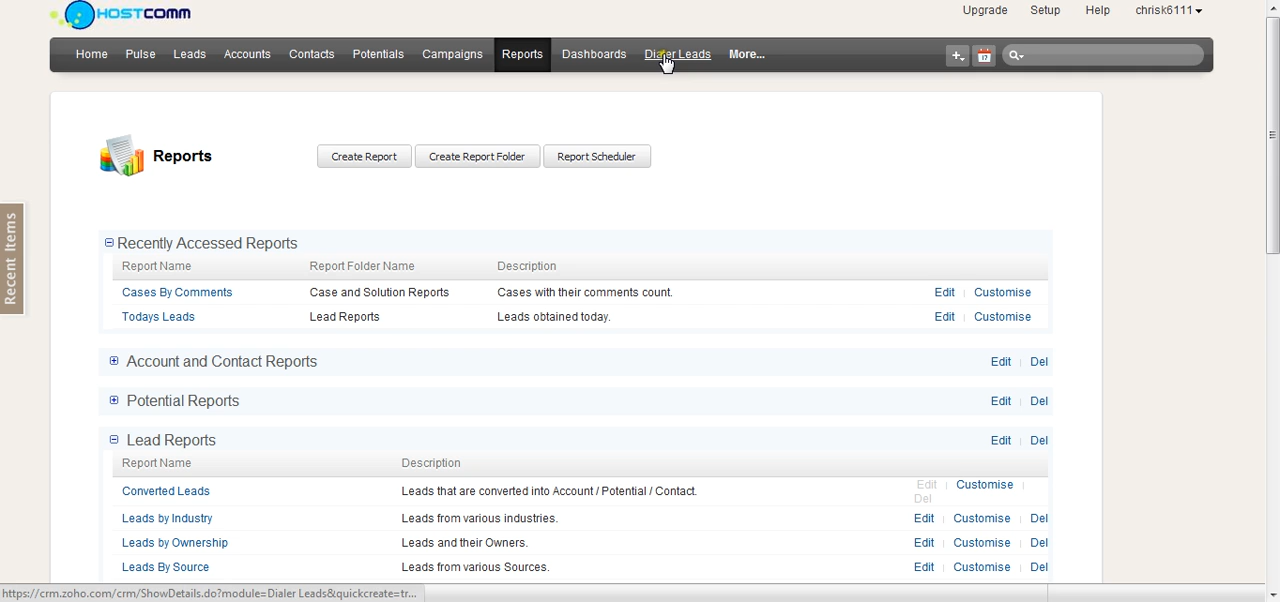 HOSTCOMM
Upgrade Setup Help chrisk6111
Home Pulse Leads Accounts Contacts Potentials Campaigns Reports Dashboards Dialer Leads More...
17
Reports
Create Report Create Report Folder Report Scheduler
Recent Items
Recently Accessed Reports
Report Name Report Folder Name Description
Cases By Comments Case and Solution Reports Cases with their comments count. Edit Customise
Todays Leads Lead Reports Leads obtained today. Edit Customise
Account and Contact Reports Edit Del
Potential Reports Edit Del
Lead Reports Edit Del
Report Name Description
Converted Leads Leads that are converted into Account / Potential / Contact. Edit Customise
Del
Leads by Industry Leads from various industries. Edit Customise Del
Leads by Ownership Leads and their Owners. Edit Customise Del
Leads By Source Leads from various Sources. Edit Customise Del
https://crm.zoho.com/crm/ShowDetails.do?module=Dialer Leads&quickcreate=tr...